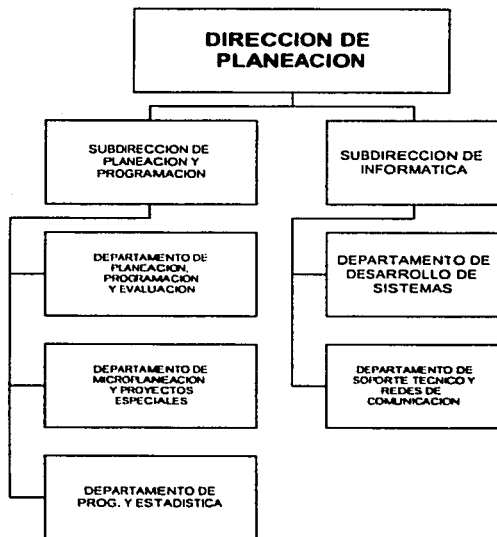 DIRECCION DE
PLANEACION
SUBDIRECCION DE
PLANEACION Y
PROGRAMACION
SUBDIRECCION DE
INFORMATICA
DEPARTAMENTO DE
PLANEACION,
PROGRAMACION
Y EVALUACION
DEPARTAMENTO DE
DESARROLLO DE
SISTEMAS
DEPARTAMENTO DE
MICROPLANEACION
Y PROYECTOS
ESPECIALES
DEPARTAMENTO DE
SOPORTE TECNICO Y
REDES DE
COMUNICACION
DEPARTAMENTO DE
PROG. Y ESTADISTICA